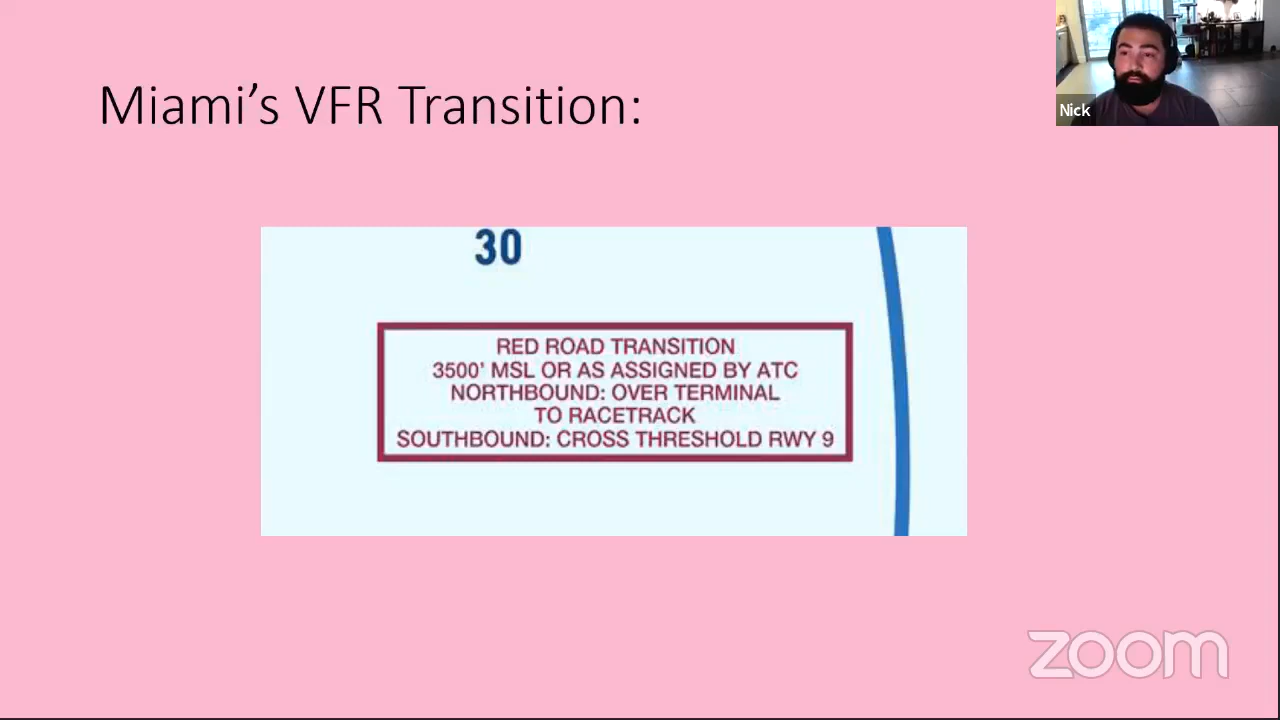 Miami’s VFR Transition:
Nick
30
RED ROAD TRANSITION
3500' MSL OR AS ASSIGNED BY ATC
NORTHBOUND: OVER TERMINAL
TO RACETRACK
SOUTHBOUND: CROSS THRESHOLD RWY 9
zoom